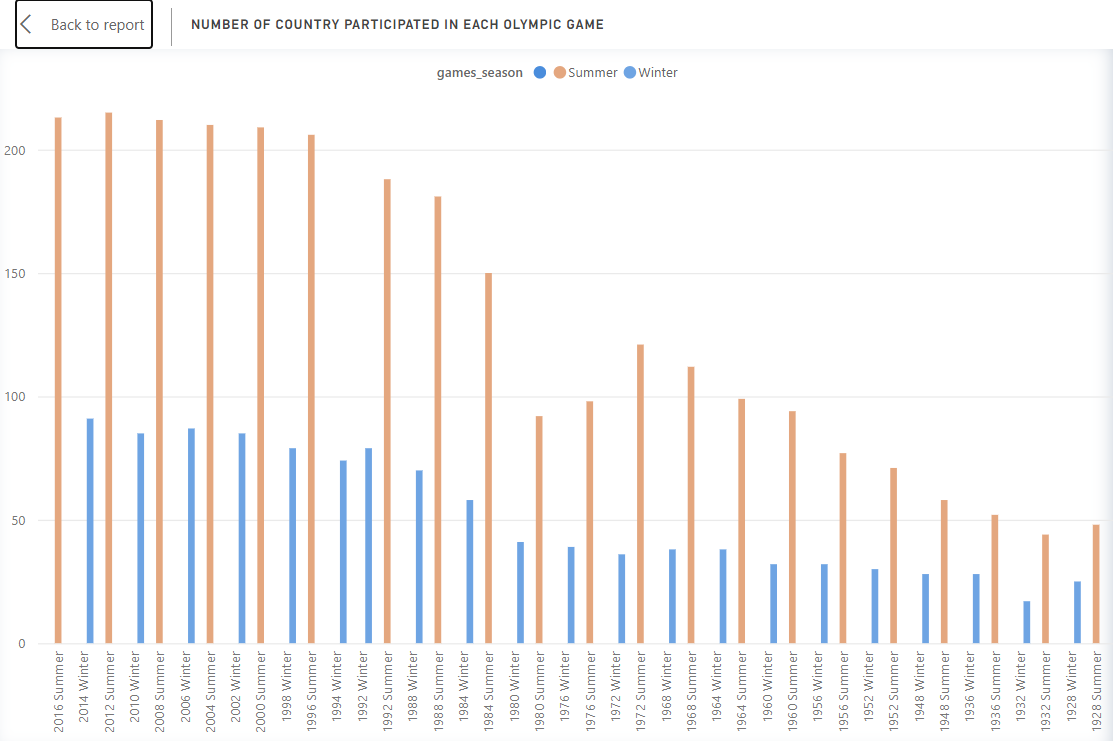 Back to report
NUMBER OF COUNTRY PARTICIPATED IN EACH OLYMPIC GAME
games_season Summer Winter
200
150
100
50
0
2016 Summer
2014 Winter
2012 Summer
2010 Winter
2008 Summer
2006 Winter
2004 Summer
2002 Winter
2000 Summer
1998 Winter
1996 Summer
1994 Winter
1992 Winter
1992 Summer
1988 Winter
1988 Summer
1984 Winter
1984 Summer
1980 Winter
1980 Summer
1976 Winter
1976 Summer
1972 Winter
1972 Summer
1968 Winter
1968 Summer
1964 Winter
1964 Summer
1960 Winter
1960 Summer
1956 Winter
1956 Summer
1952 Winter
1952 Summer
1948 Winter
1948 Summer
1936 Winter
1936 Summer
1932 Winter
1932 Summer
1928 Winter
1928 Summer